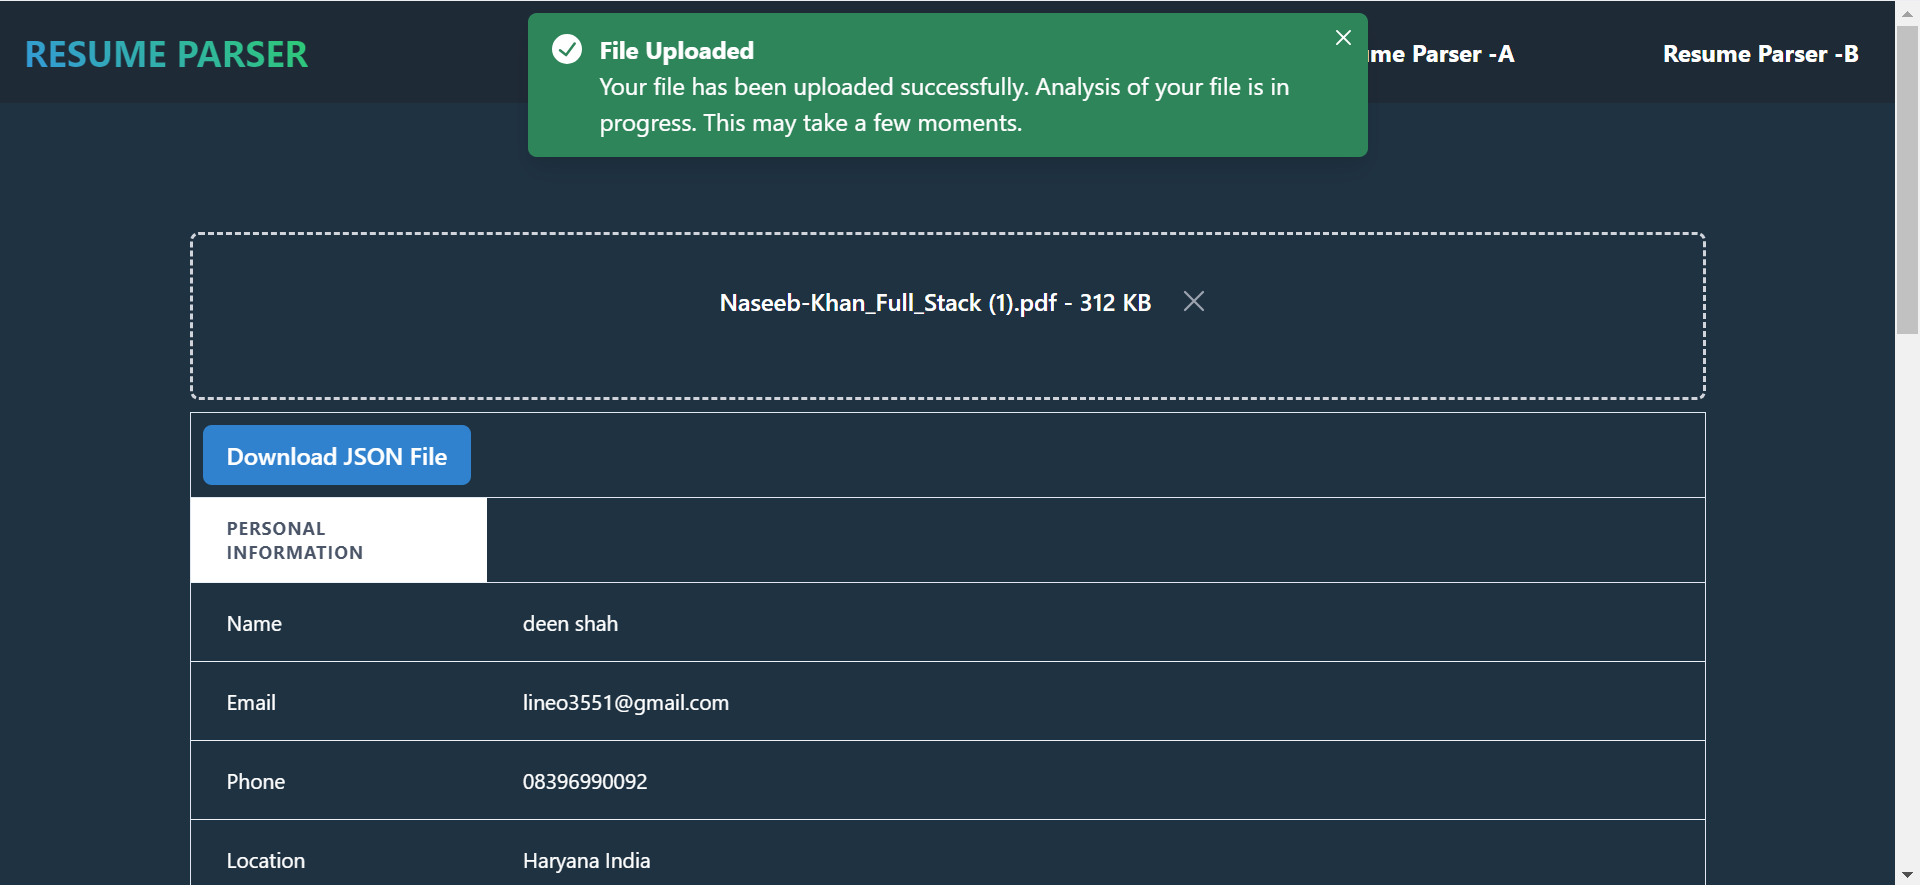 RESUME PARSER
File Uploaded
Your file has been uploaded successfully. Analysis of your file is in
progress. This may take a few moments.
me Parser -A
Resume Parser -B
Naseeb-Khan_Full_Stack (1).pdf - 312 KB
Download JSON File
PERSONAL
INFORMATION
Name deen shah
Email lineo3551@gmail.com
Phone 08396990092
Location Haryana India